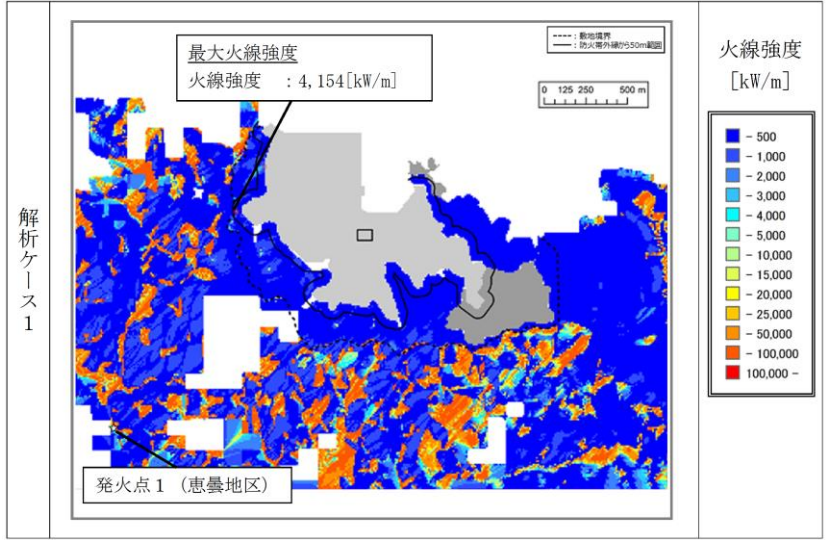 解析ケース1
最大火線強度
火線強度 : 4,154[kW/m]
-----: 敷地境界
―: 防火帯外縁から50m範囲
0 125 250 500 m
発火点1 (恵曇地区)
火線強度
[kW/m]
- 500
- 1,000
- 2,000
- 3,000
- 4,000
- 5,000
- 10,000
- 15,000
- 20,000
- 25,000
- 50,000
- 100,000
100,000 -